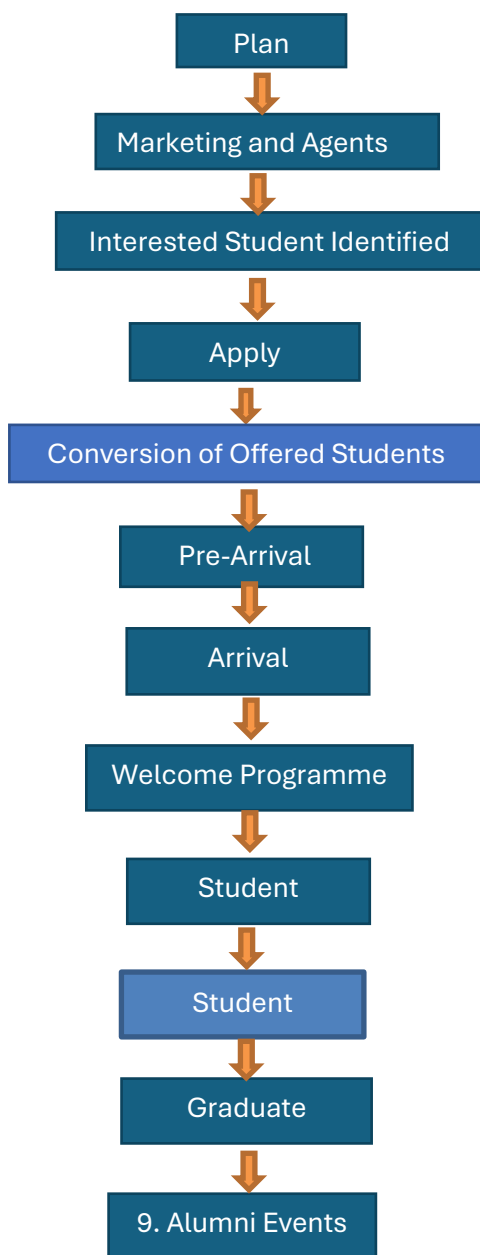 Plan
Marketing and Agents
Interested Student Identified
Apply
Conversion of Offered Students
Pre-Arrival
Arrival
Welcome Programme
Student
Student
Graduate
9. Alumni Events